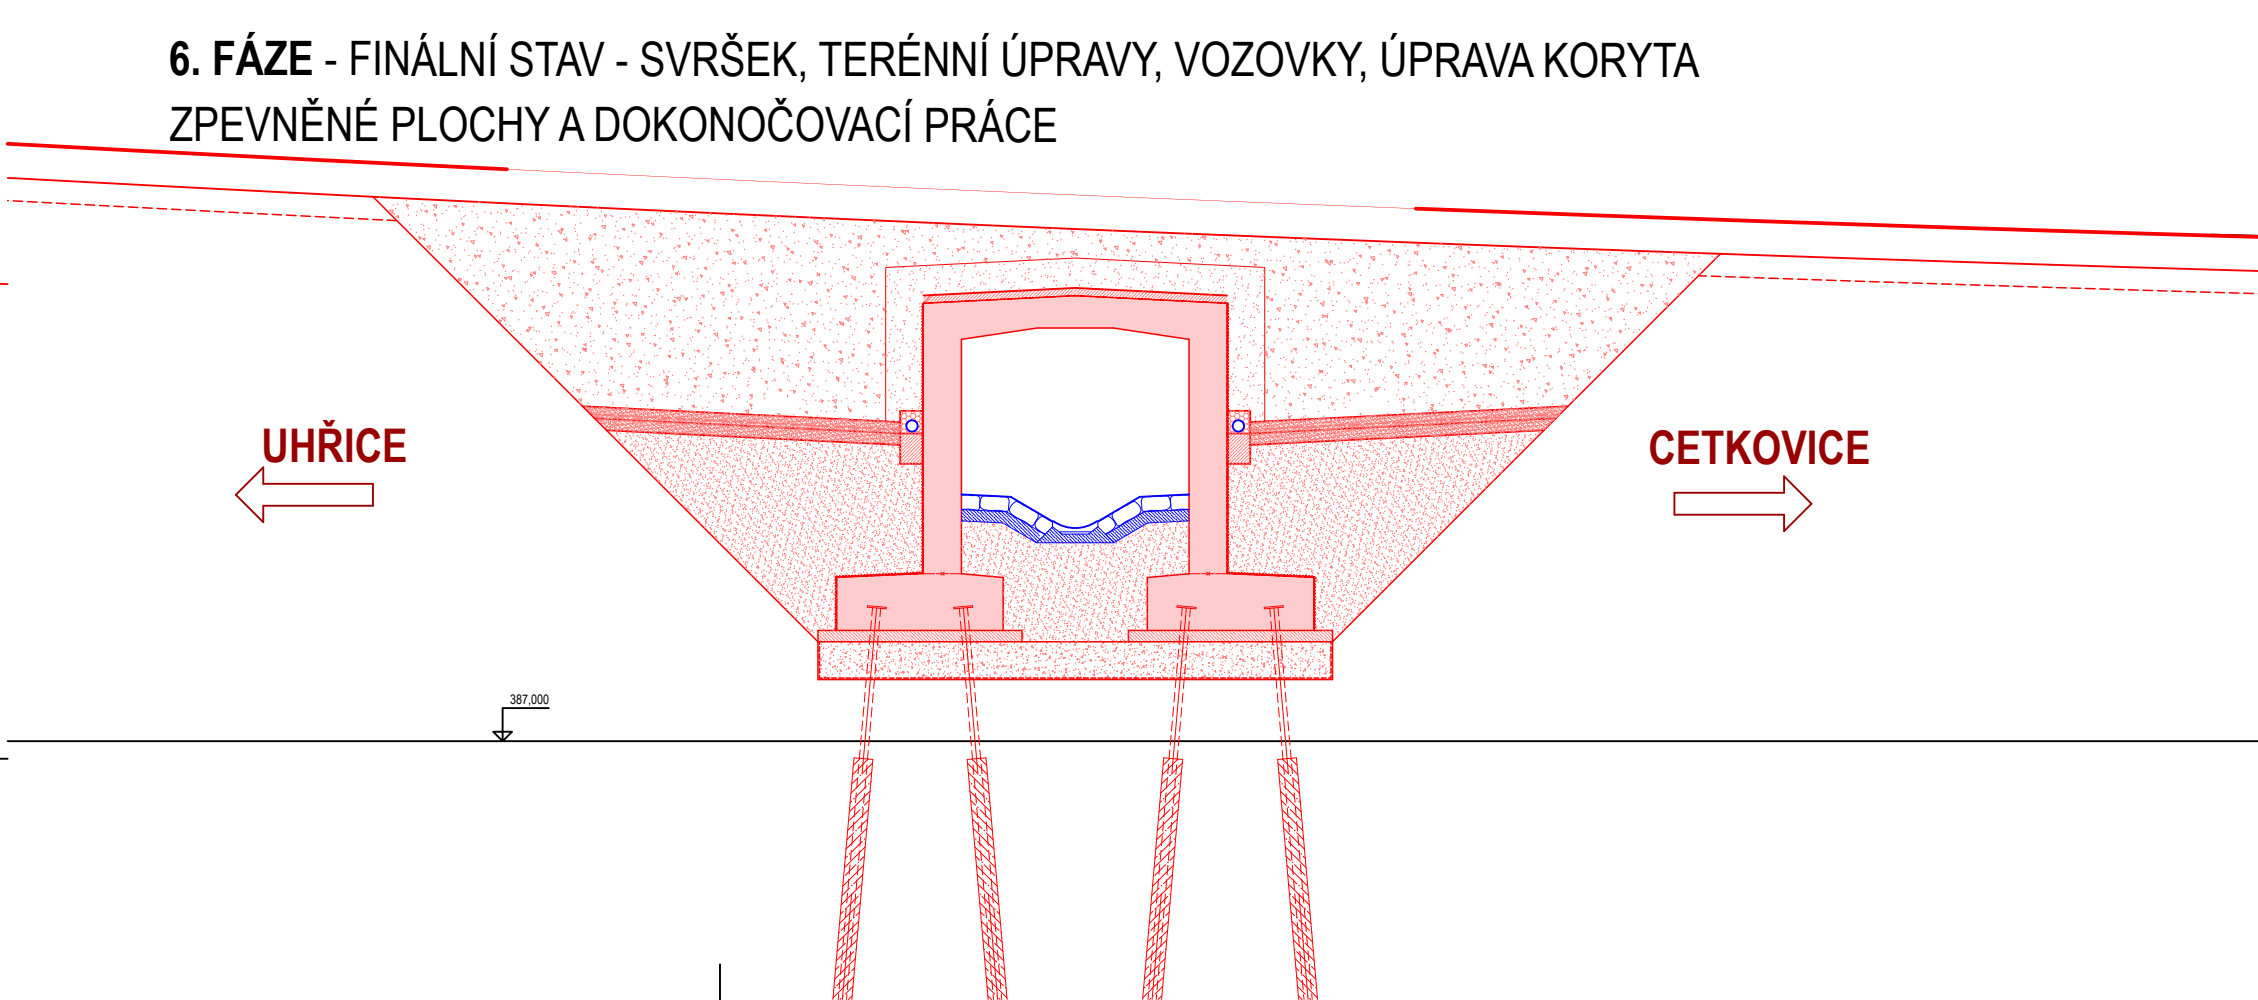 6. FÁZE - FINÁLNÍ STAV - SVRŠEK, TERÉNNÍ ÚPRAVY, VOZOVKY, ÚPRAVA KORYTA
ZPEVNĚNÉ PLOCHY A DOKONOČOVACÍ PRÁCE
UHŘICE
CETKOVICE
387,000